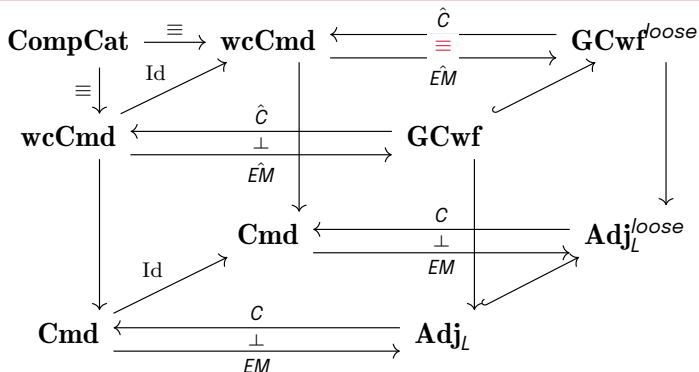 CompCat ≡ wcCmd Ĉ ≡ EM̂ GCwf^loose
≡ Id
wcCmd Ĉ ⊥ EM̂ GCwf
Cmd C ⊥ EM Adj_L^loose
Id
Cmd C ⊥ EM Adj_L